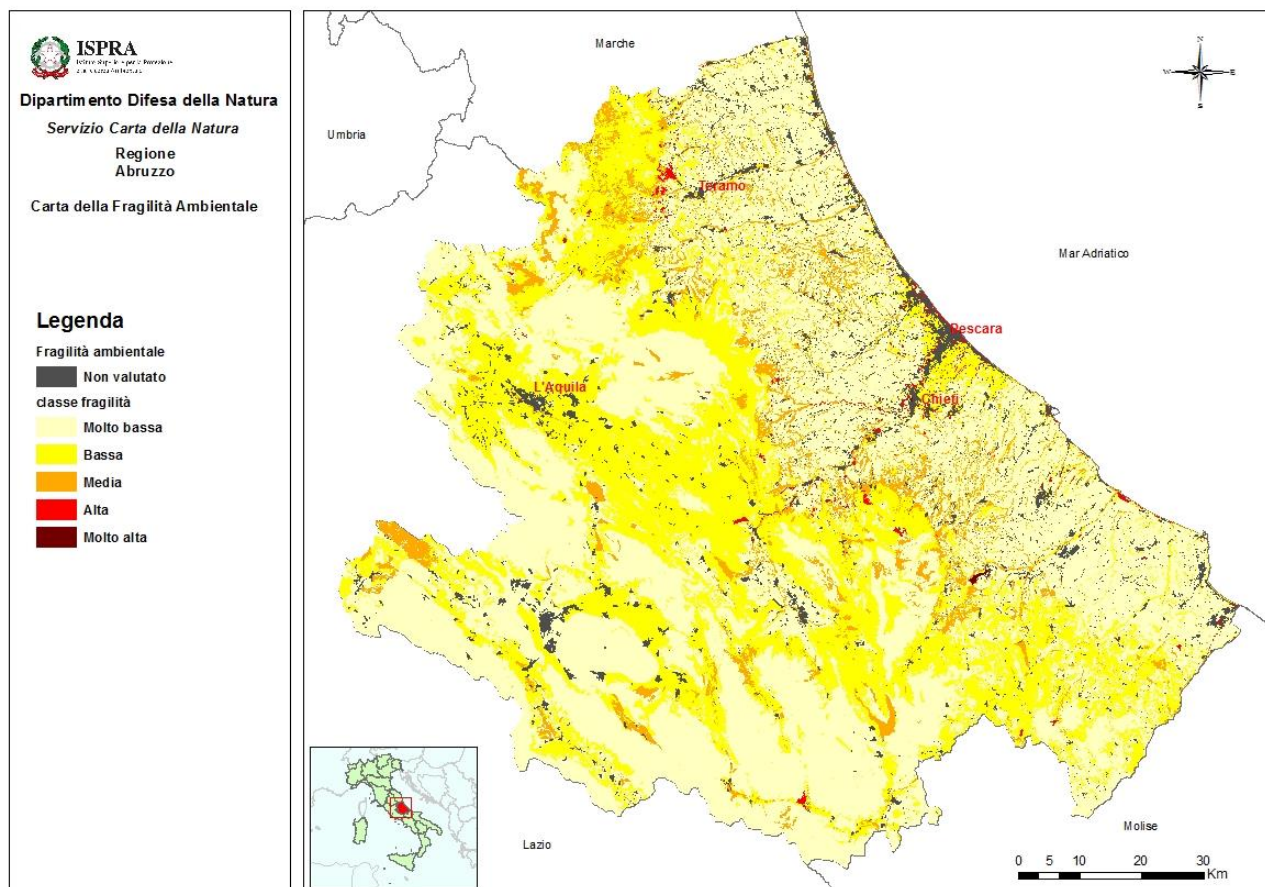 ISPRA
Dipartimento Difesa della Natura
Servizio Carta della Natura
Regione
Abruzzo
Carta della Fragilità Ambientale
Legenda
Fragilità ambientale
Non valutato
classe fragilità
Molto bassa
Bassa
Media
Alta
Molto alta
Marche
N
W E
S
Umbria
Teramo
Mar Adriatico
Pescara
L'Aquila
Chieti
Lazio
Molise
0 5 10 20 30
Km